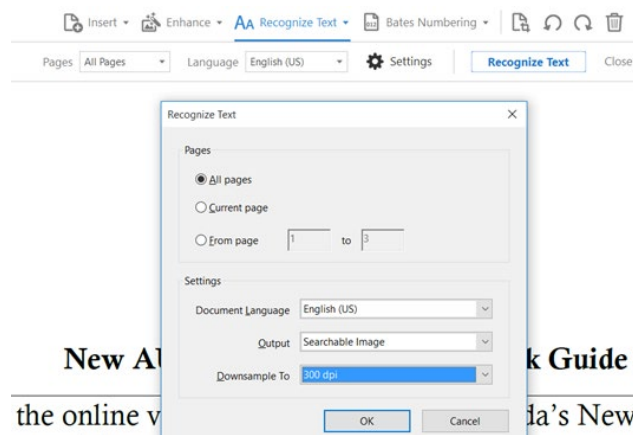 Insert Enhance AA Recognize Text Bates Numbering
Pages All Pages Language English (US) Settings Recognize Text Close
Recognize Text
Pages
All pages
Current page
From page 1 to 3
Settings
Document Language English (US)
Output Searchable Image
Downsample To 300 dpi
OK Cancel
New k Guide
the online da's New